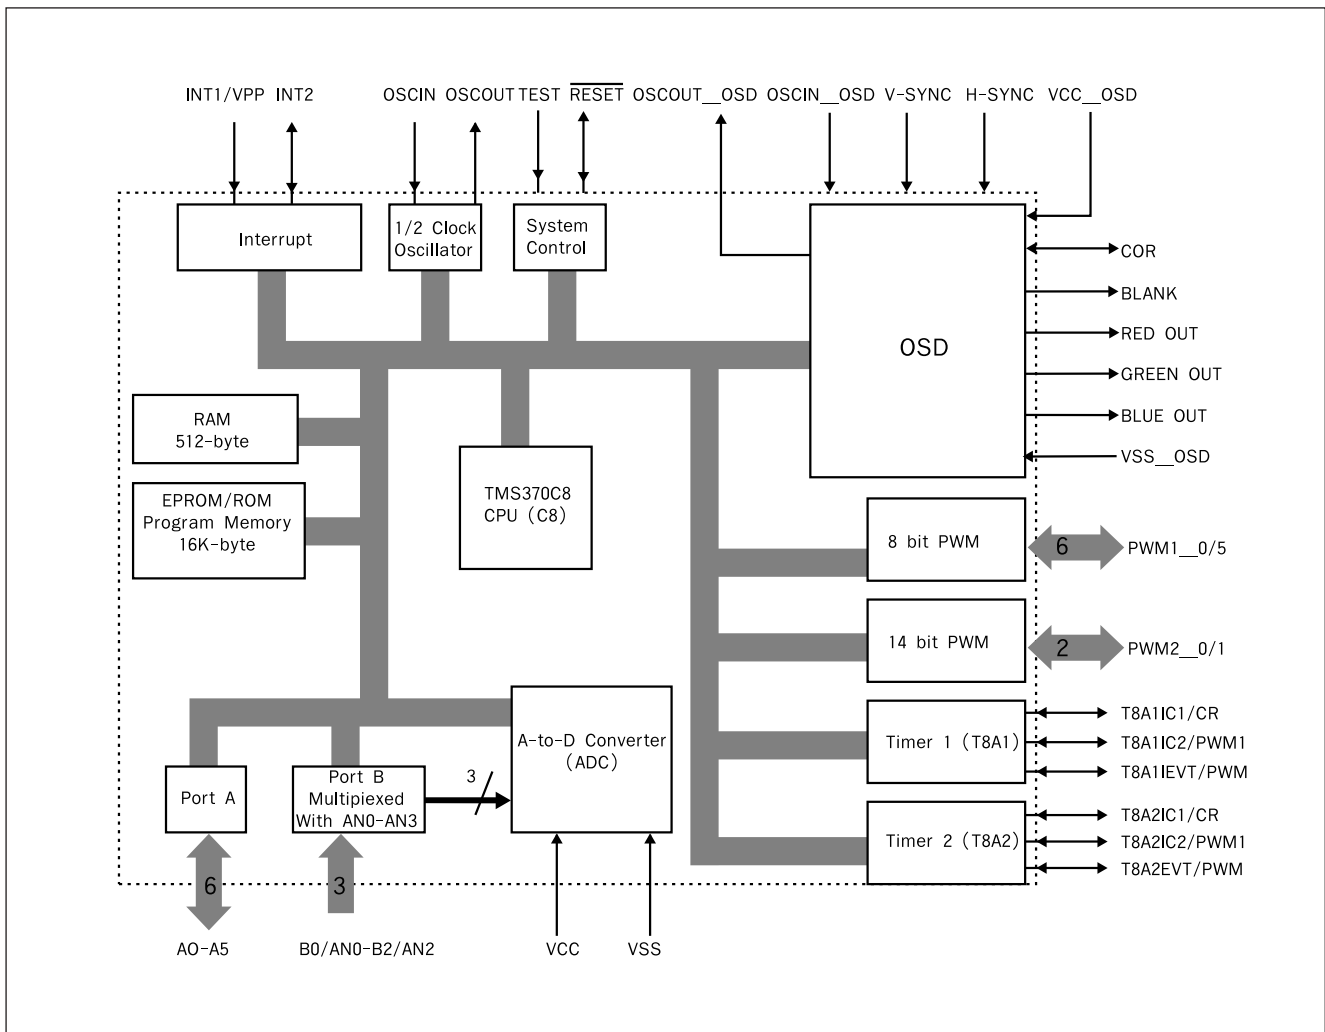 INT1/VPP INT2 OSCIN OSCOUT TEST RESET OSCOUT__OSD OSCIN__OSD V-SYNC H-SYNC VCC__OSD
Interrupt
1/2 Clock
Oscillator
System
Control
OSD
COR
BLANK
RED OUT
GREEN OUT
BLUE OUT
VSS__OSD
RAM
512-byte
EPROM/ROM
Program Memory
16K-byte
TMS370C8
CPU (C8)
8 bit PWM
6
PWM1__0/5
14 bit PWM
2
PWM2__0/1
Timer 1 (T8A1)
T8A1IC1/CR
T8A1IC2/PWM1
T8A1IEVT/PWM
Timer 2 (T8A2)
T8A2IC1/CR
T8A2IC2/PWM1
T8A2EVT/PWM
A-to-D Converter
(ADC)
3
Port A
Port B
Multipiexed
With AN0-AN3
6
3
AO-A5
B0/AN0-B2/AN2
VCC
VSS